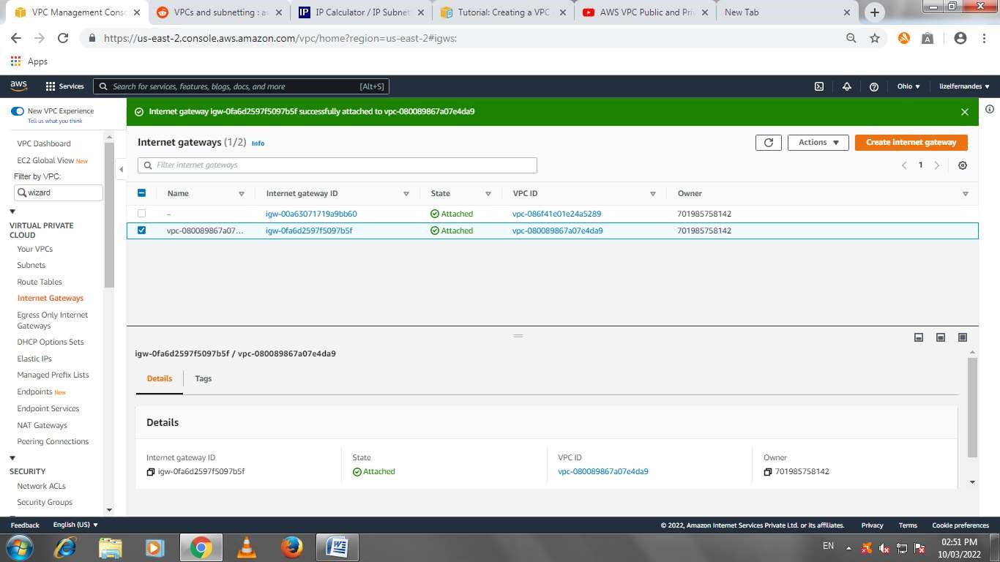 VPC Management Conso
VPCs and subnetting : a
IP
IP Calculator / IP Subnet
Tutorial: Creating a VPC
AWS VPC Public and Pri
New Tab
https://us-east-2.console.aws.amazon.com/vpc/home?region=us-east-2#igws:
Apps
aws
Services
Search for services, features, blogs, docs, and more
[Alt+S]
Ohio
lizelfernandes
New VPC Experience
Tell us what you think
VPC Dashboard
EC2 Global View New
Filter by VPC:
wizard
VIRTUAL PRIVATE
CLOUD
Your VPCs
Subnets
Route Tables
Internet Gateways
Egress Only Internet
Gateways
DHCP Options Sets
Elastic IPs
Managed Prefix Lists
Endpoints New
Endpoint Services
NAT Gateways
Peering Connections
SECURITY
Network ACLs
Security Groups
Internet gateway igw-0fa6d2597f5097b5f successfully attached to vpc-080089867a07e4da9
Internet gateways (1/2) Info
Actions
Create internet gateway
Filter internet gateways
1
Name
Internet gateway ID
State
VPC ID
Owner
– igw-00a63071719a9bb60 Attached vpc-086f41e01e24a5289 701985758142
vpc-080089867a07... igw-0fa6d2597f5097b5f Attached vpc-080089867a07e4da9 701985758142
igw-0fa6d2597f5097b5f / vpc-080089867a07e4da9
Details
Tags
Details
Internet gateway ID
igw-0fa6d2597f5097b5f
State
Attached
VPC ID
vpc-080089867a07e4da9
Owner
701985758142
Feedback
English (US)
© 2022, Amazon Internet Services Private Ltd. or its affiliates.
Privacy
Terms
Cookie preferences
EN
02:51 PM
10/03/2022